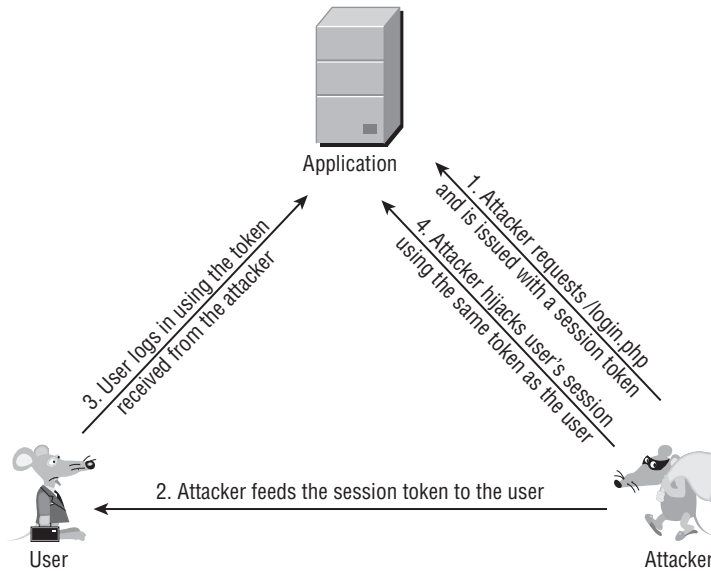 Application
1. Attacker requests /login.php
and is issued with a session token
4. Attacker hijacks user's session
using the same token as the user
3. User logs in using the token
received from the attacker
2. Attacker feeds the session token to the user
User
Attacker